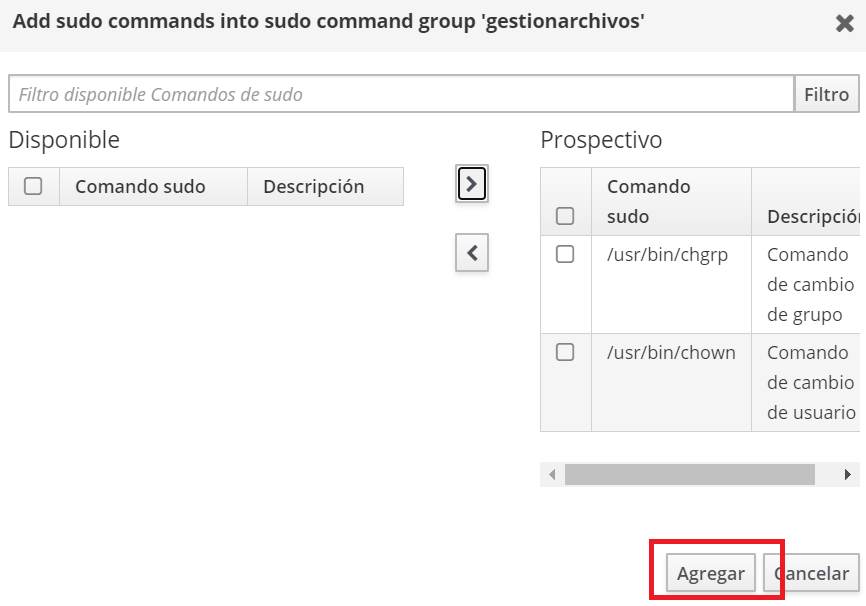 Add sudo commands into sudo command group 'gestionarchivos'
Filtro disponible Comandos de sudo
Filtro
Disponible
Comando sudo
Descripción
Prospectivo
Comando
sudo
Descripción
/usr/bin/chgrp
Comando
de cambio
de grupo
/usr/bin/chown
Comando
de cambio
de usuario
Agregar
Cancelar